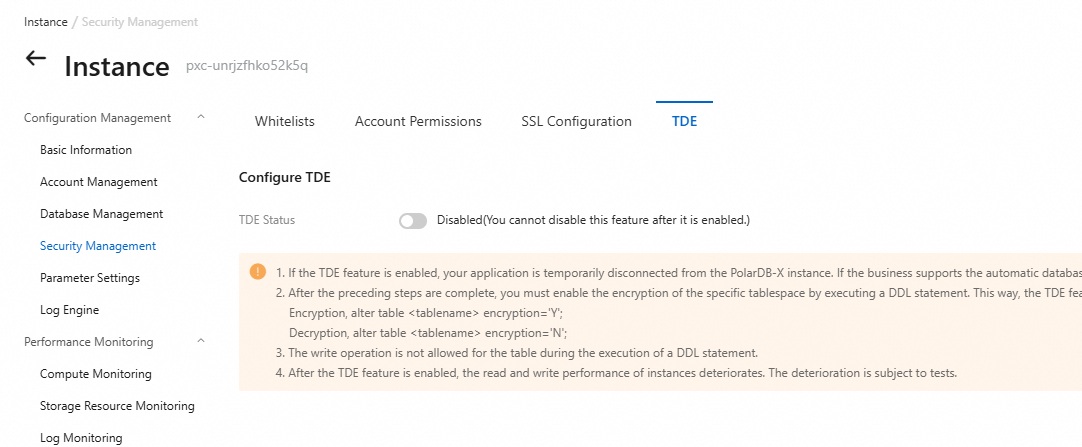 Instance / Security Management
Instance pxc-unrjzfhko52k5q
Configuration Management
Basic Information
Account Management
Database Management
Security Management
Parameter Settings
Log Engine
Performance Monitoring
Compute Monitoring
Storage Resource Monitoring
Log Monitoring
Whitelists Account Permissions SSL Configuration TDE
Configure TDE
TDE Status Disabled(You cannot disable this feature after it is enabled.)
1. If the TDE feature is enabled, your application is temporarily disconnected from the PolarDB-X instance. If the business supports the automatic databas
2. After the preceding steps are complete, you must enable the encryption of the specific tablespace by executing a DDL statement. This way, the TDE fea
Encryption, alter table <tablename> encryption='Y';
Decryption, alter table <tablename> encryption='N';
3. The write operation is not allowed for the table during the execution of a DDL statement.
4. After the TDE feature is enabled, the read and write performance of instances deteriorates. The deterioration is subject to tests.